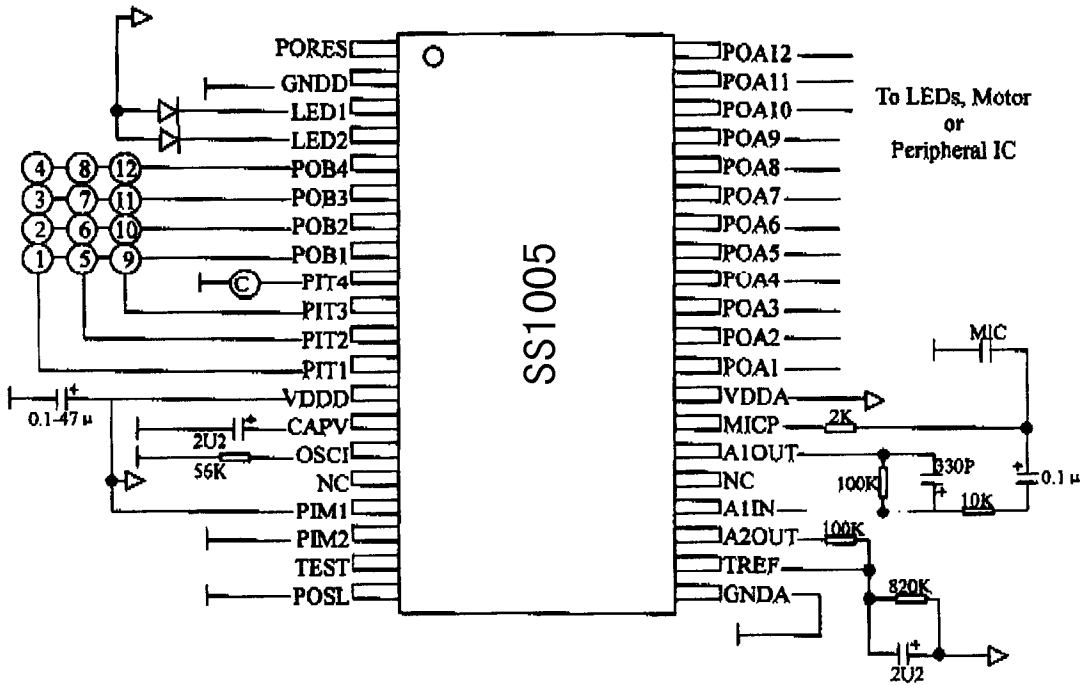 PORES
GNDD
LED1
LED2
4 8 12 POB4
3 7 11 POB3
2 6 10 POB2
1 5 9 POB1
C PIT4
PIT3
PIT2
PIT1
+ VDDD
0.1-47 μ
+ CAPV
2U2
OSCI
56K
NC
PIM1
PIM2
TEST
POSL
SS1005
POA12
POA11
POA10
POA9
POA8
POA7
POA6
POA5
POA4
POA3
POA2
POA1
VDDA
MICP
A1OUT
NC
A1IN
A2OUT
TREF
GNDA
To LEDs, Motor
or
Peripheral IC
MIC
2K
330P
+
100K
+
0.1 μ
10K
100K
820K
+
2U2